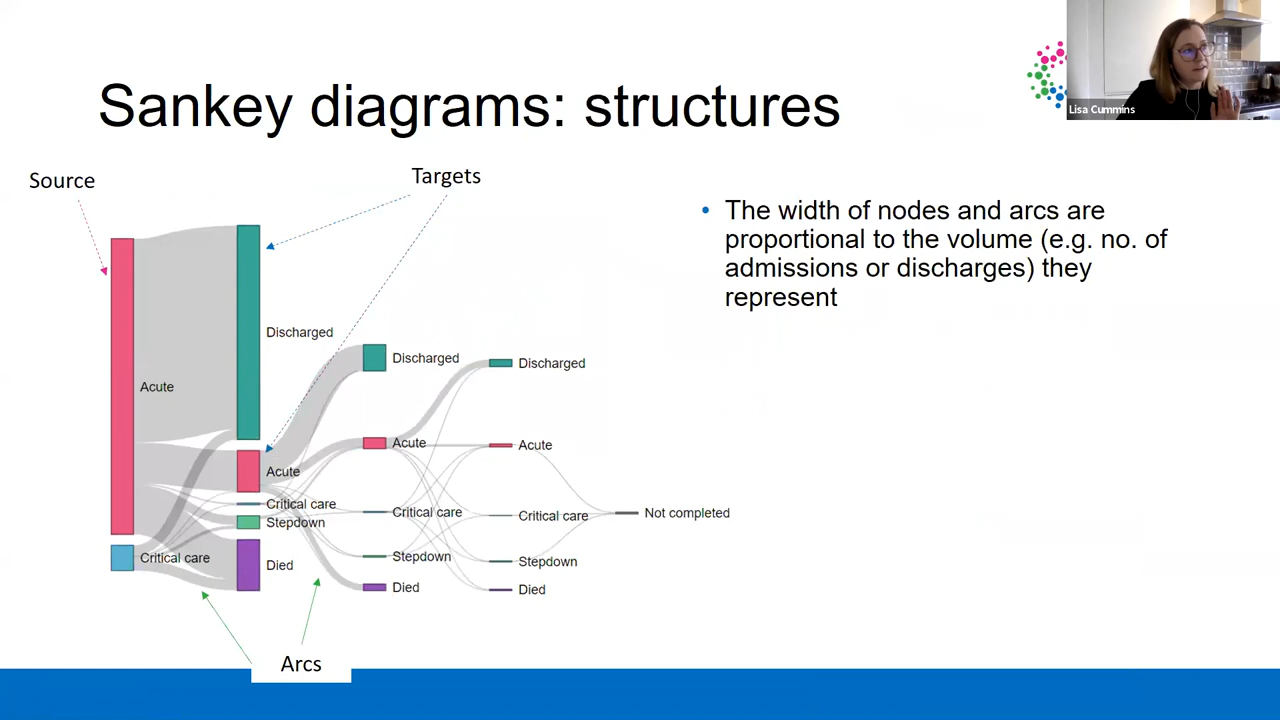 Lisa Cummins
Sankey diagrams: structures
Source
Targets
• The width of nodes and arcs are
proportional to the volume (e.g. no. of
admissions or discharges) they
represent
Acute
Critical care
Discharged
Acute
Critical care
Stepdown
Died
Discharged
Acute
Critical care
Stepdown
Died
Discharged
Acute
Critical care
Stepdown
Died
Not completed
Arcs